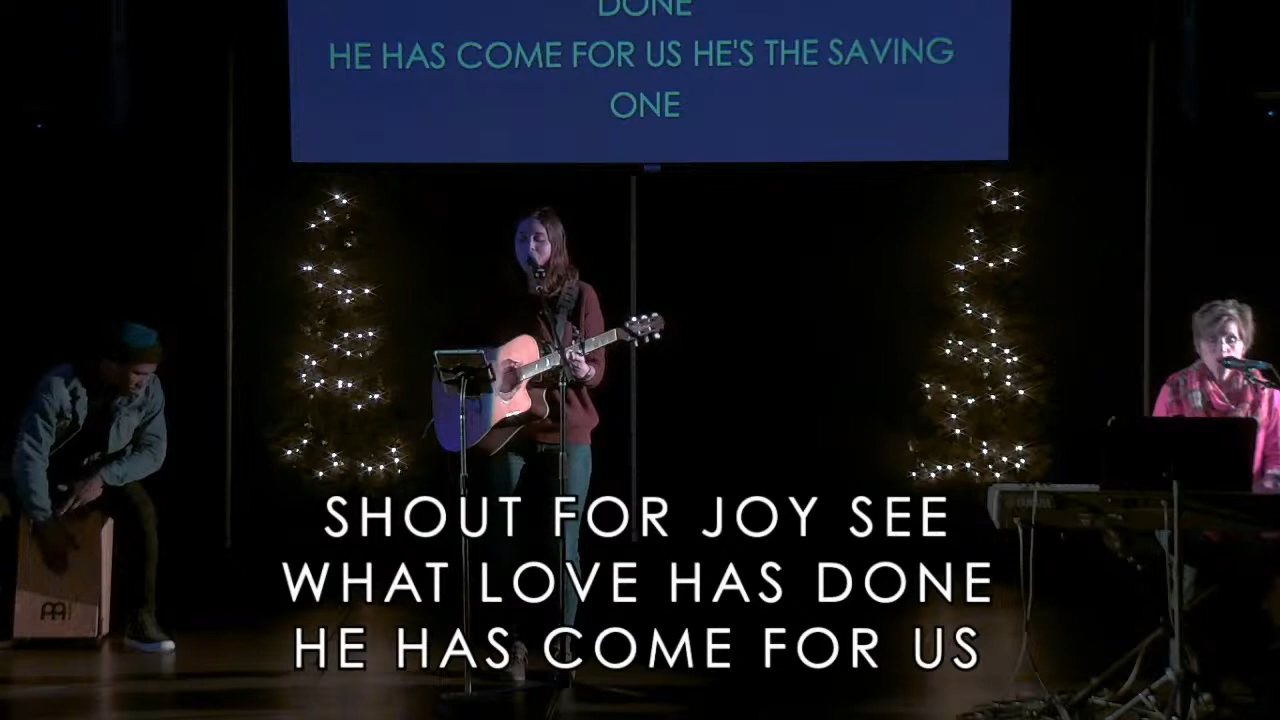 DONE
HE HAS COME FOR US HE'S THE SAVING
ONE
SHOUT FOR JOY SEE
WHAT LOVE HAS DONE
HE HAS COME FOR US